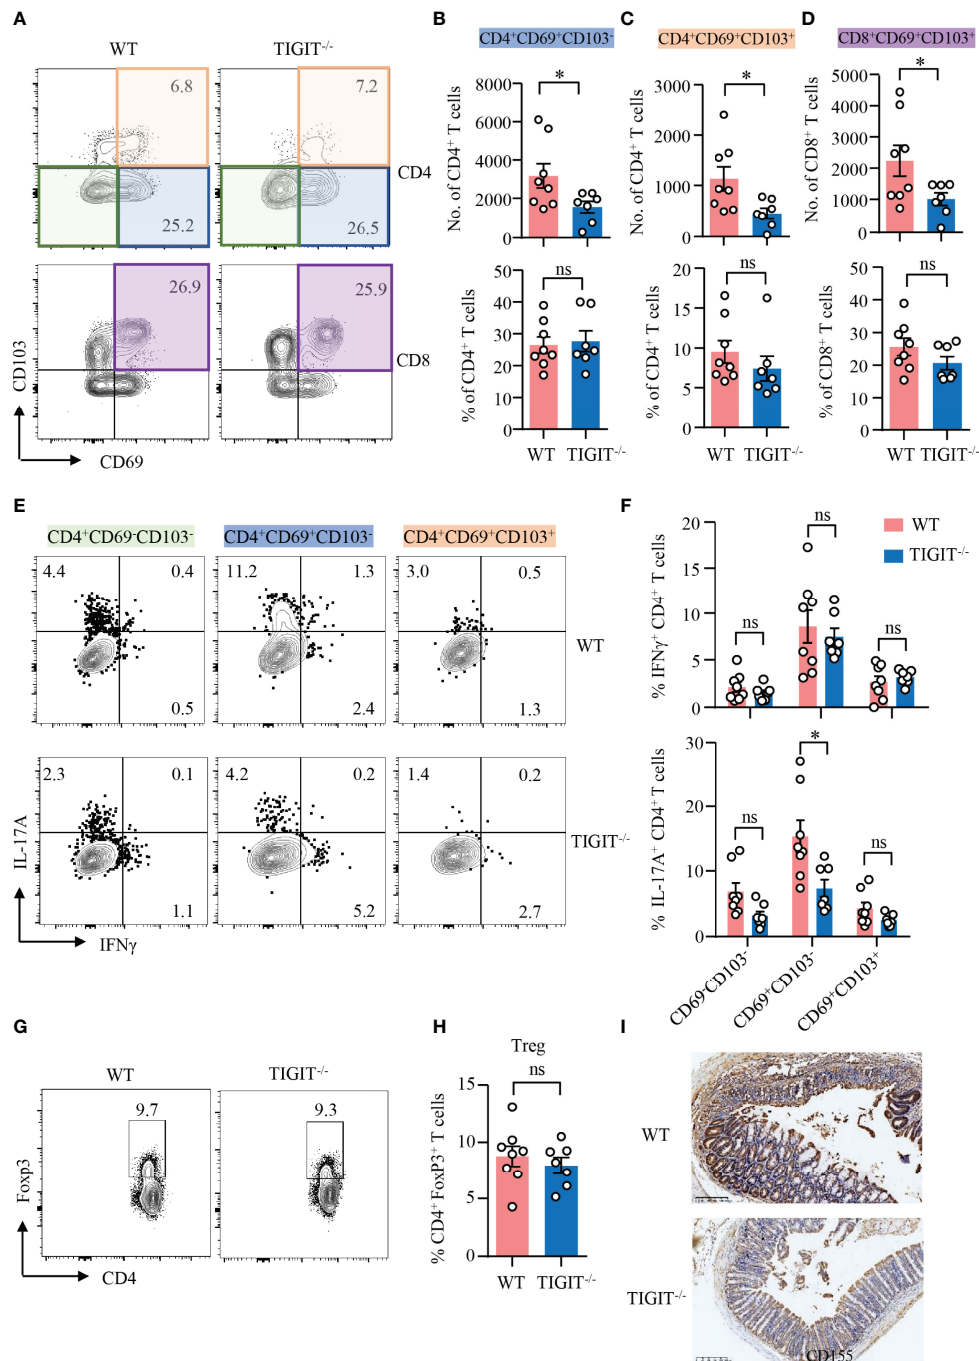 A
WT
TIGIT-/-
6.8
7.2
CD4
25.2
26.5
26.9
25.9
CD8
CD103
CD69
B
CD4+CD69+CD103-
No. of CD4+ T cells
8000
6000
4000
2000
0
*
% of CD4+ T cells
50
40
30
20
10
0
ns
WT
TIGIT-/-
C
CD4+CD69+CD103+
No. of CD4+ T cells
3000
2000
1000
0
*
% of CD4+ T cells
20
15
10
5
0
ns
WT
TIGIT-/-
D
CD8+CD69+CD103+
No. of CD8+ T cells
5000
4000
3000
2000
1000
0
*
% of CD8+ T cells
50
40
30
20
10
0
ns
WT
TIGIT-/-
E
CD4+CD69-CD103-
CD4+CD69+CD103-
CD4+CD69+CD103+
4.4
0.4
0.5
11.2
1.3
2.4
3.0
0.5
1.3
WT
2.3
0.1
1.1
4.2
0.2
5.2
1.4
0.2
2.7
TIGIT-/-
IL-17A
IFNγ
F
WT
TIGIT-/-
% IFNγ+ CD4+ T cells
20
15
10
5
0
ns
ns
ns
% IL-17A+ CD4+ T cells
30
20
10
0
ns
*
ns
CD69-CD103-
CD69+CD103-
CD69+CD103+
G
WT
TIGIT-/-
9.7
9.3
Foxp3
CD4
H
Treg
% CD4+FoxP3+ T cells
15
10
5
0
ns
WT
TIGIT-/-
I
WT
TIGIT-/-
CD155